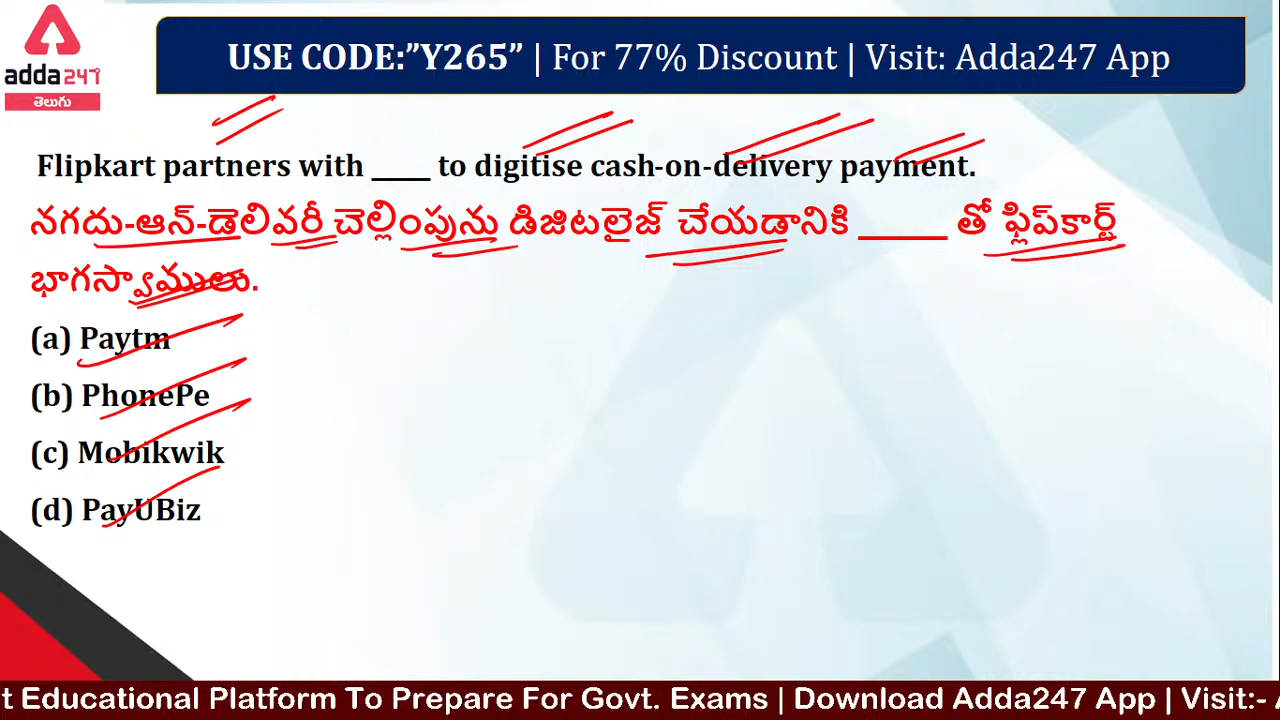 adda247
తెలుగు
USE CODE:”Y265” | For 77% Discount | Visit: Adda247 App
Flipkart partners with ____ to digitise cash-on-delivery payment.
నగదు-ఆన్-డెలివరీ చెల్లింపును డిజిటలైజ్ చేయడానికి ______ తో ఫ్లిప్‌కార్ట్
భాగస్వాములు.
(a) Paytm
(b) PhonePe
(c) Mobikwik
(d) PayUBiz
t Educational Platform To Prepare For Govt. Exams | Download Adda247 App | Visit:-